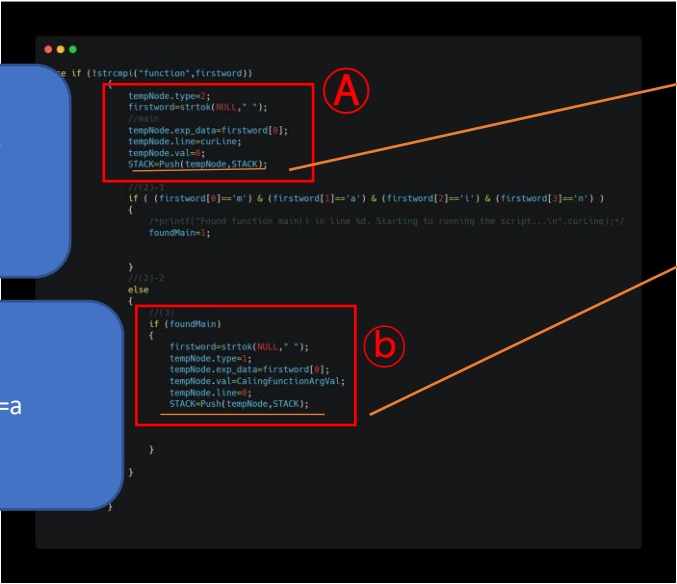 se if (!strcmpi("function",firstword))
{
tempNode.type=2;
firstword=strtok(NULL," ");
//main
tempNode.exp_data=firstword[0];
tempNode.line=curLine;
tempNode.val=0;
STACK=Push(tempNode,STACK);
Ⓐ
//(2)-1
if ( (firstword[0]=='m') & (firstword[1]=='a') & (firstword[2]=='i') & (firstword[3]=='n') )
{
/*printf("Found function main() in line %d. Starting to running the script...\n",curLine);*/
foundMain=1;
}
//(2)-2
else
{
//(3)
if (foundMain)
{
firstword=strtok(NULL," ");
tempNode.type=1;
tempNode.exp_data=firstword[0];
tempNode.val=CalingFunctionArgVal;
tempNode.line=0;
STACK=Push(tempNode,STACK);
ⓑ
=a
}
}
}